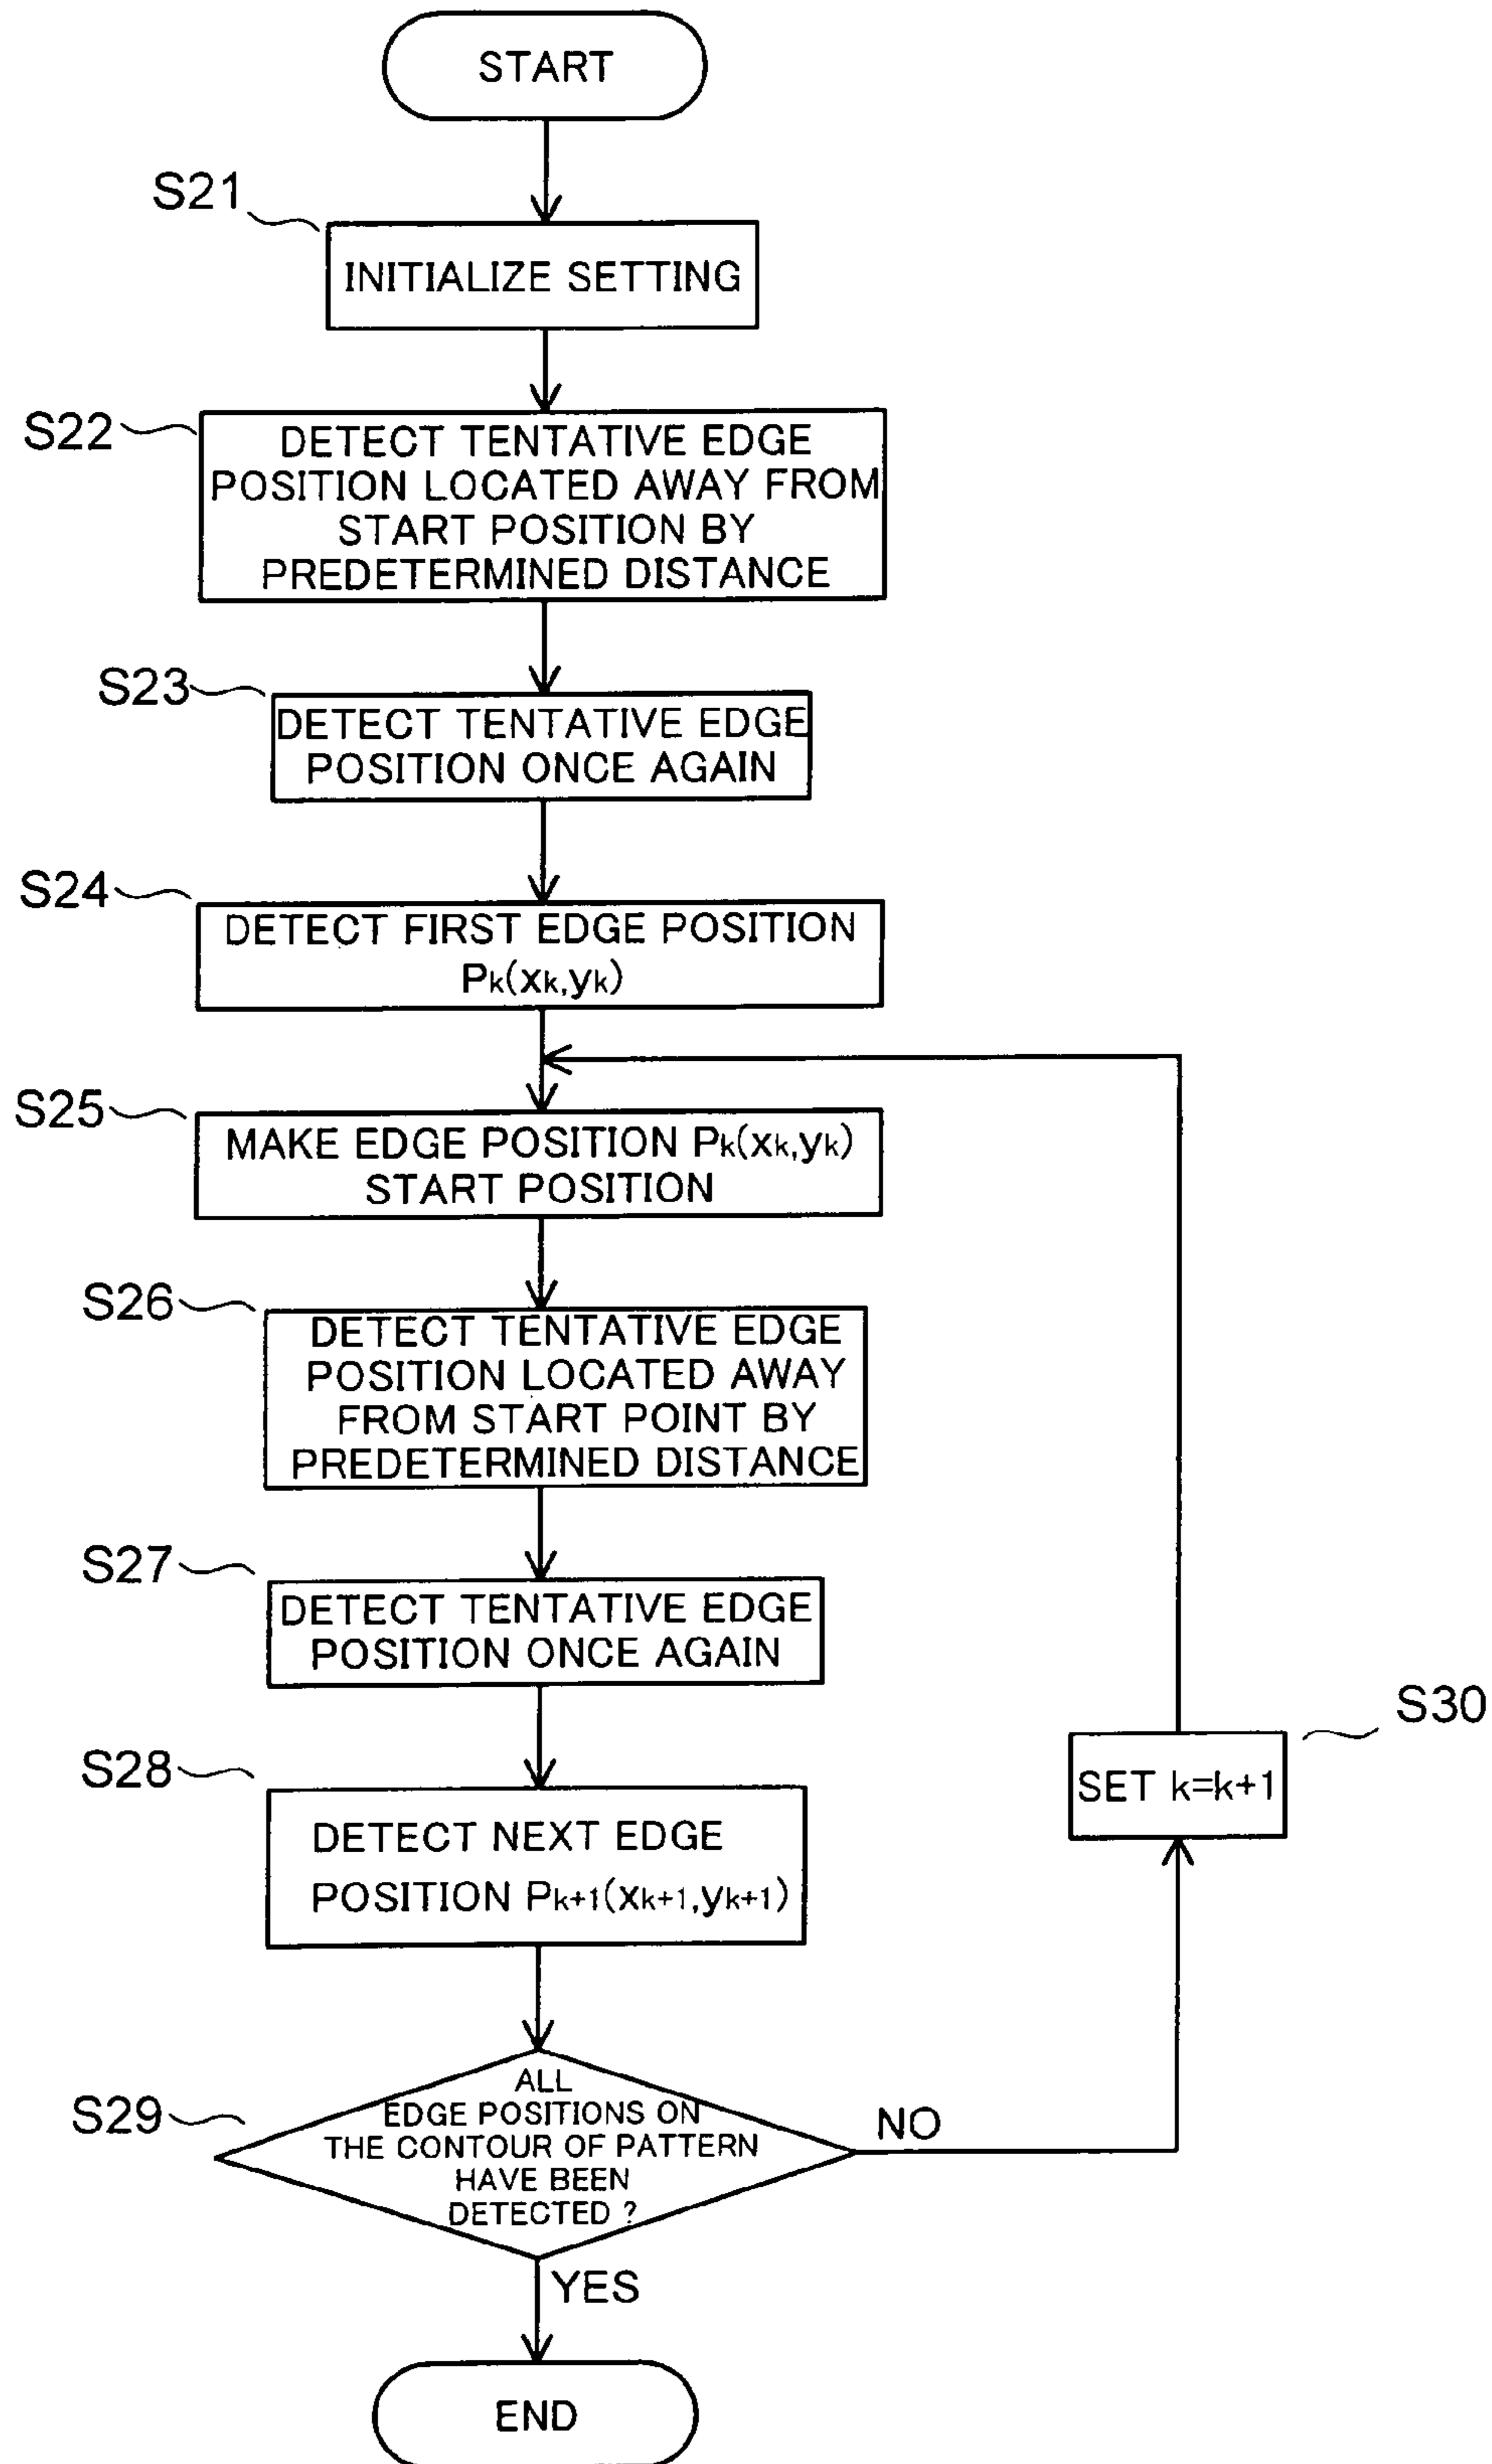 START
S21
INITIALIZE SETTING
S22
DETECT TENTATIVE EDGE
POSITION LOCATED AWAY FROM
START POSITION BY
PREDETERMINED DISTANCE
S23
DETECT TENTATIVE EDGE
POSITION ONCE AGAIN
S24
DETECT FIRST EDGE POSITION
Pk(xk,yk)
S25
MAKE EDGE POSITION Pk(xk,yk)
START POSITION
S26
DETECT TENTATIVE EDGE
POSITION LOCATED AWAY
FROM START POINT BY
PREDETERMINED DISTANCE
S27
DETECT TENTATIVE EDGE
POSITION ONCE AGAIN
S28
DETECT NEXT EDGE
POSITION Pk+1(xk+1,yk+1)
S29
ALL
EDGE POSITIONS ON
THE CONTOUR OF PATTERN
HAVE BEEN
DETECTED ?
NO
S30
SET k=k+1
YES
END